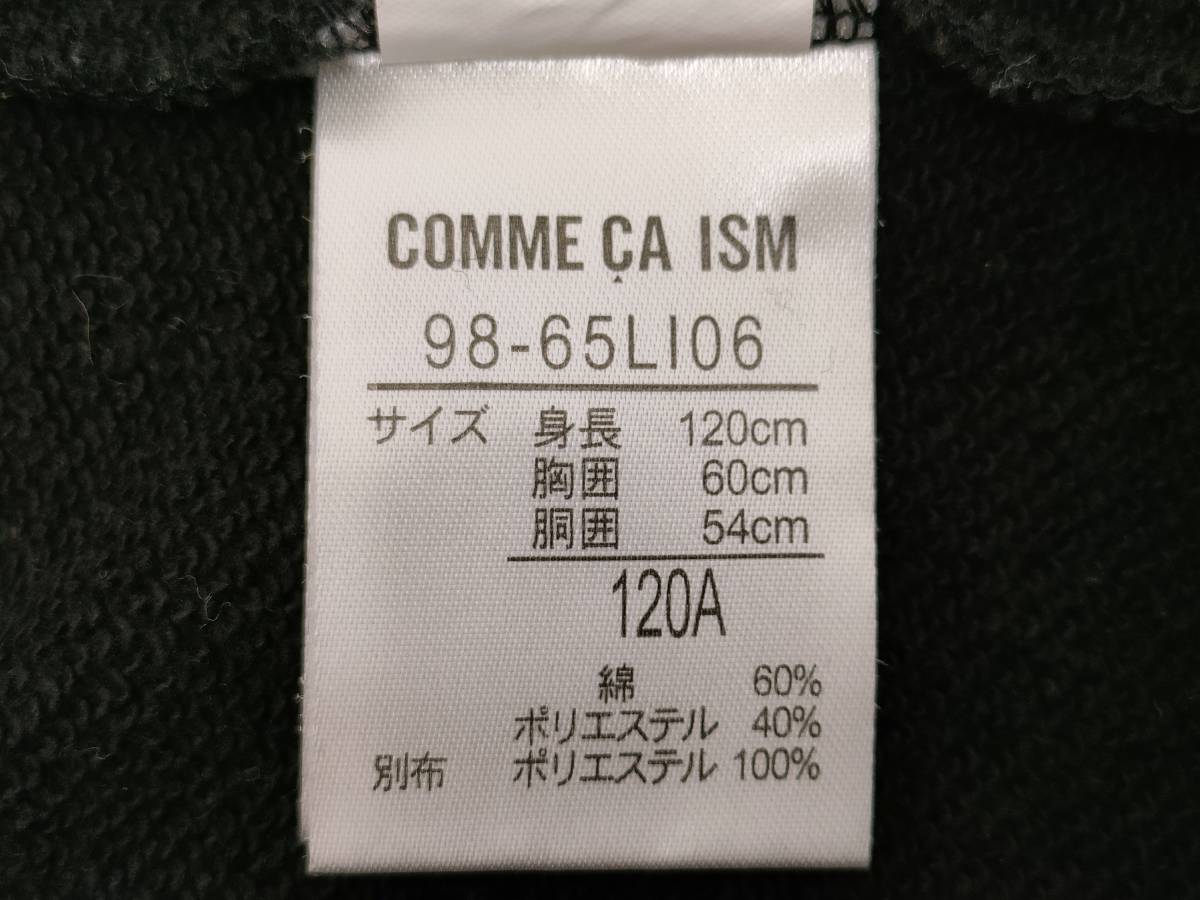 COMME ÇA ISM
98-65LI06
サイズ 身長 120cm
胸囲 60cm
胴囲 54cm
120A
綿 60%
ポリエステル 40%
別布 ポリエステル 100%